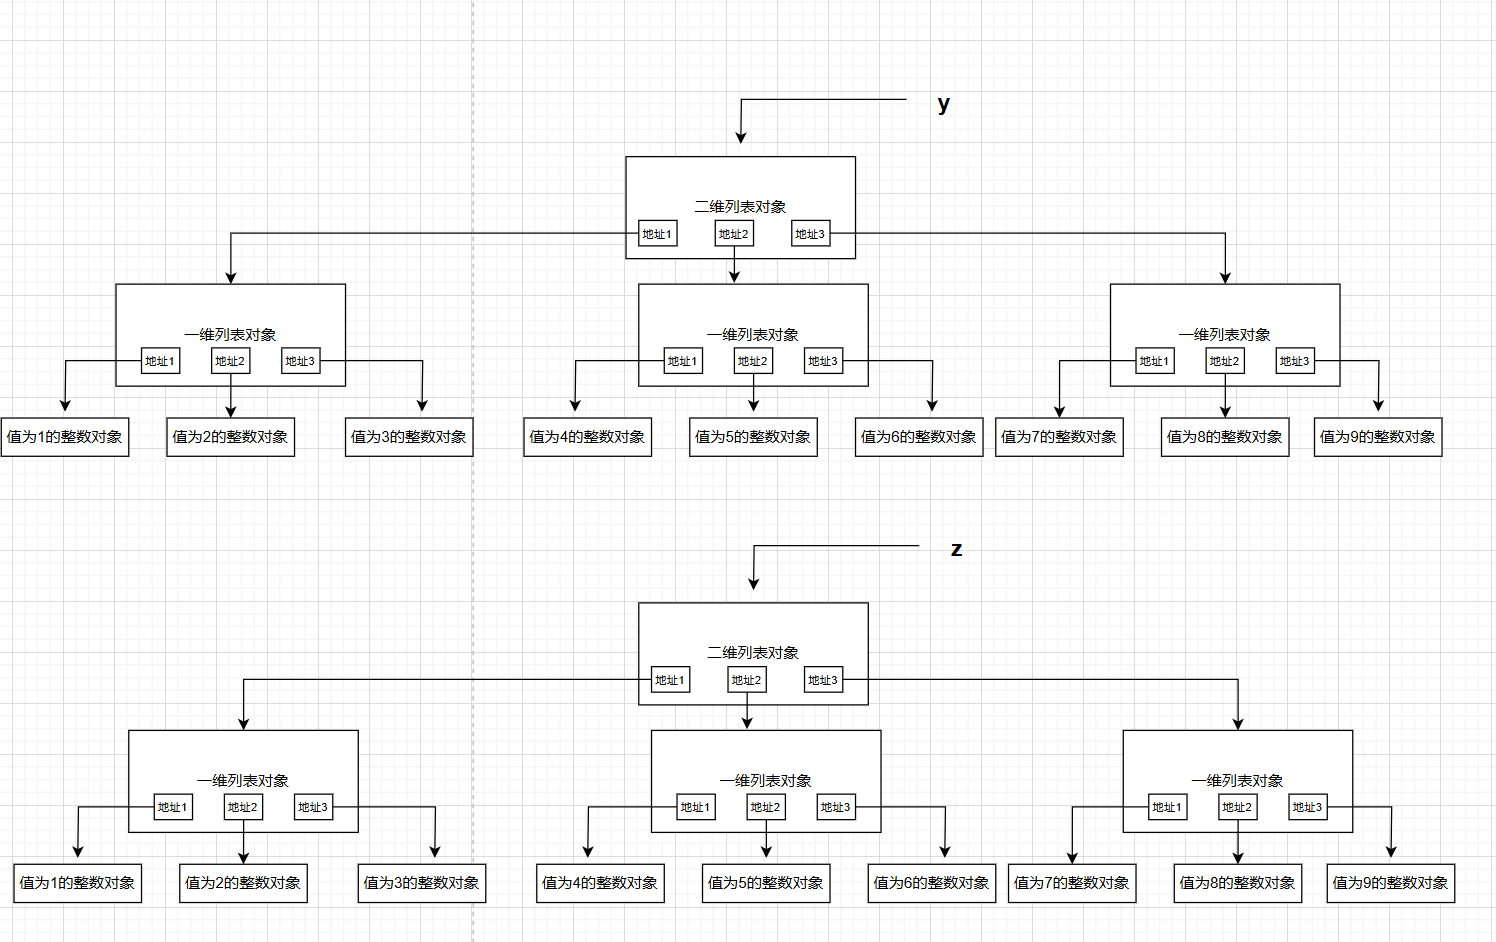 y
二维列表对象
地址1 地址2 地址3
一维列表对象 一维列表对象 一维列表对象
地址1 地址2 地址3 地址1 地址2 地址3 地址1 地址2 地址3
值为1的整数对象 值为2的整数对象 值为3的整数对象 值为4的整数对象 值为5的整数对象 值为6的整数对象 值为7的整数对象 值为8的整数对象 值为9的整数对象
z
二维列表对象
地址1 地址2 地址3
一维列表对象 一维列表对象 一维列表对象
地址1 地址2 地址3 地址1 地址2 地址3 地址1 地址2 地址3
值为1的整数对象 值为2的整数对象 值为3的整数对象 值为4的整数对象 值为5的整数对象 值为6的整数对象 值为7的整数对象 值为8的整数对象 值为9的整数对象